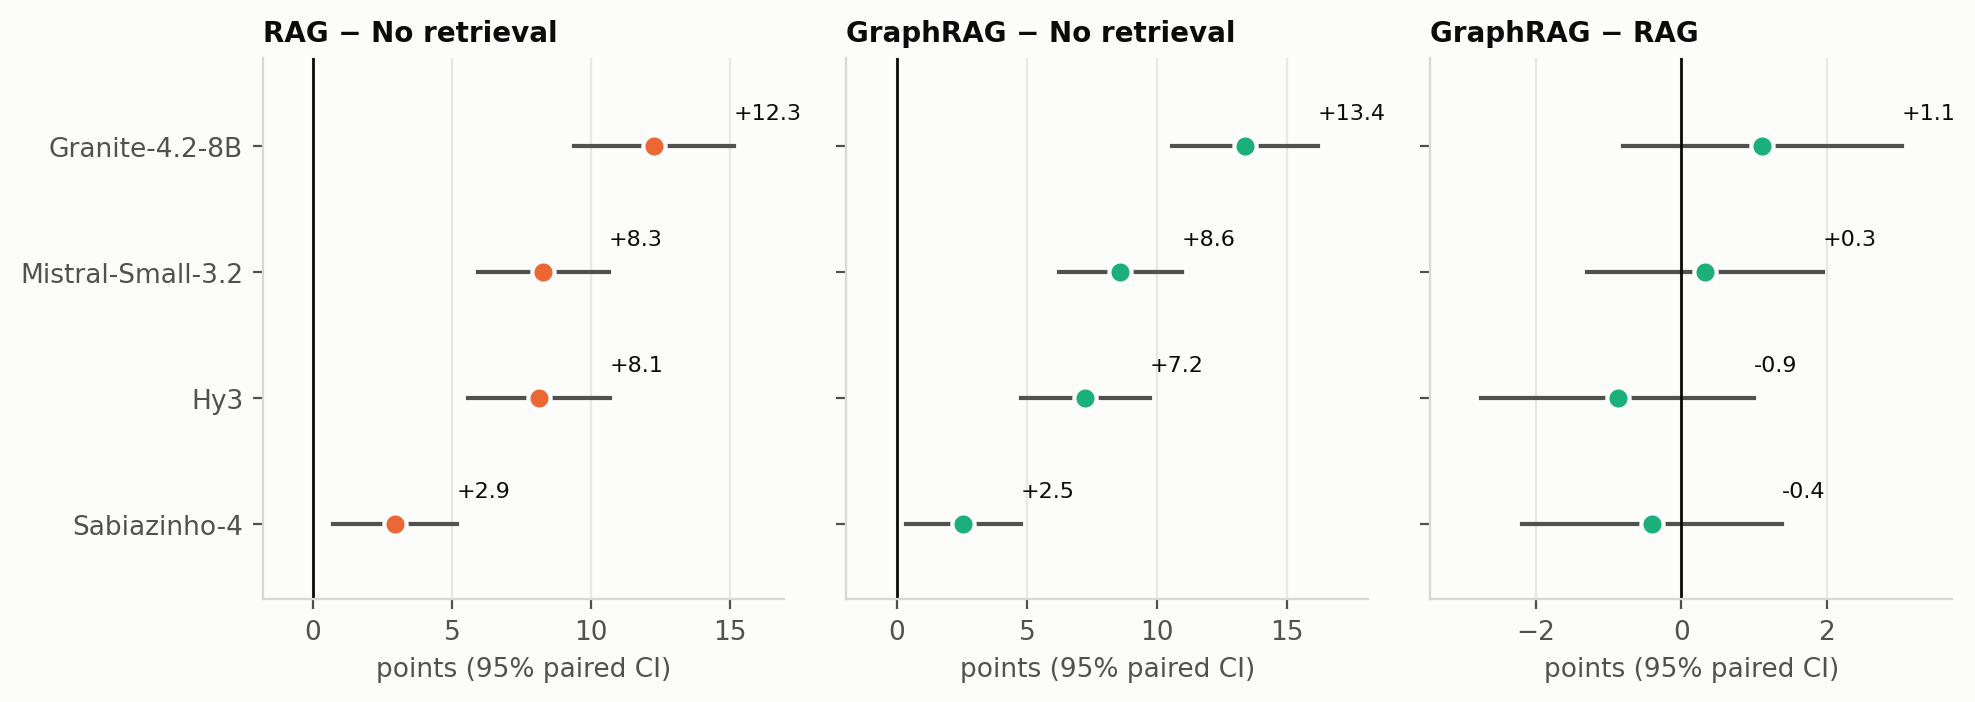 RAG − No retrieval
GraphRAG − No retrieval
GraphRAG − RAG
Granite-4.2-8B
+12.3
+13.4
+1.1
Mistral-Small-3.2
+8.3
+8.6
+0.3
Hy3
+8.1
+7.2
-0.9
Sabiazinho-4
+2.9
+2.5
-0.4
0 5 10 15
0 5 10 15
−2 0 2
points (95% paired CI)
points (95% paired CI)
points (95% paired CI)